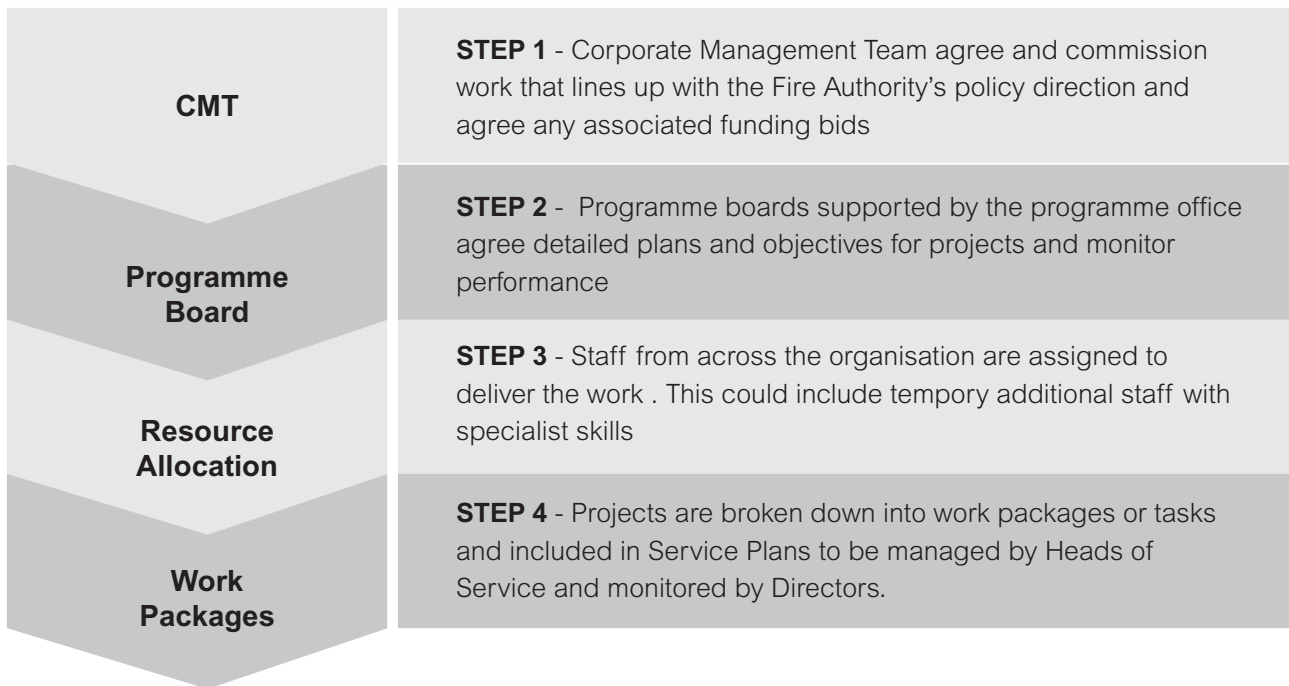 CMT
STEP 1 - Corporate Management Team agree and commission
work that lines up with the Fire Authority's policy direction and
agree any associated funding bids
Programme
Board
STEP 2 - Programme boards supported by the programme office
agree detailed plans and objectives for projects and monitor
performance
Resource
Allocation
STEP 3 - Staff from across the organisation are assigned to
deliver the work . This could include tempory additional staff with
specialist skills
Work
Packages
STEP 4 - Projects are broken down into work packages or tasks
and included in Service Plans to be managed by Heads of
Service and monitored by Directors.